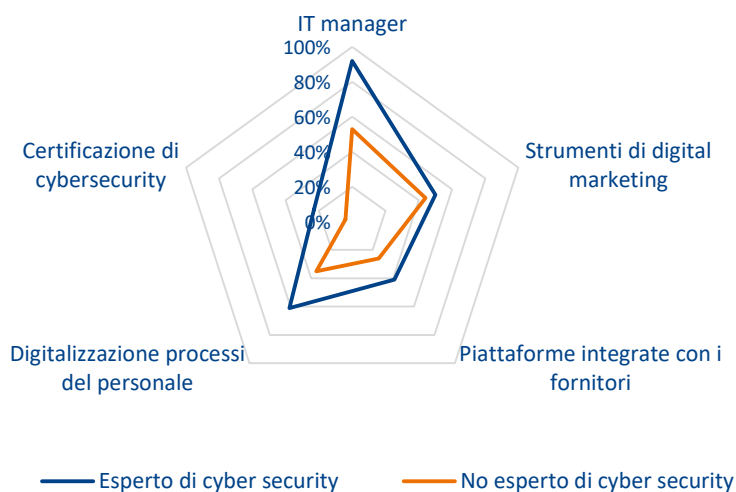 IT manager
100%
80%
60%
40%
20%
0%
Strumenti di digital
marketing
Piattaforme integrate con i
fornitori
Digitalizzazione processi
del personale
Certificazione di
cybersecurity
Esperto di cyber security
No esperto di cyber security